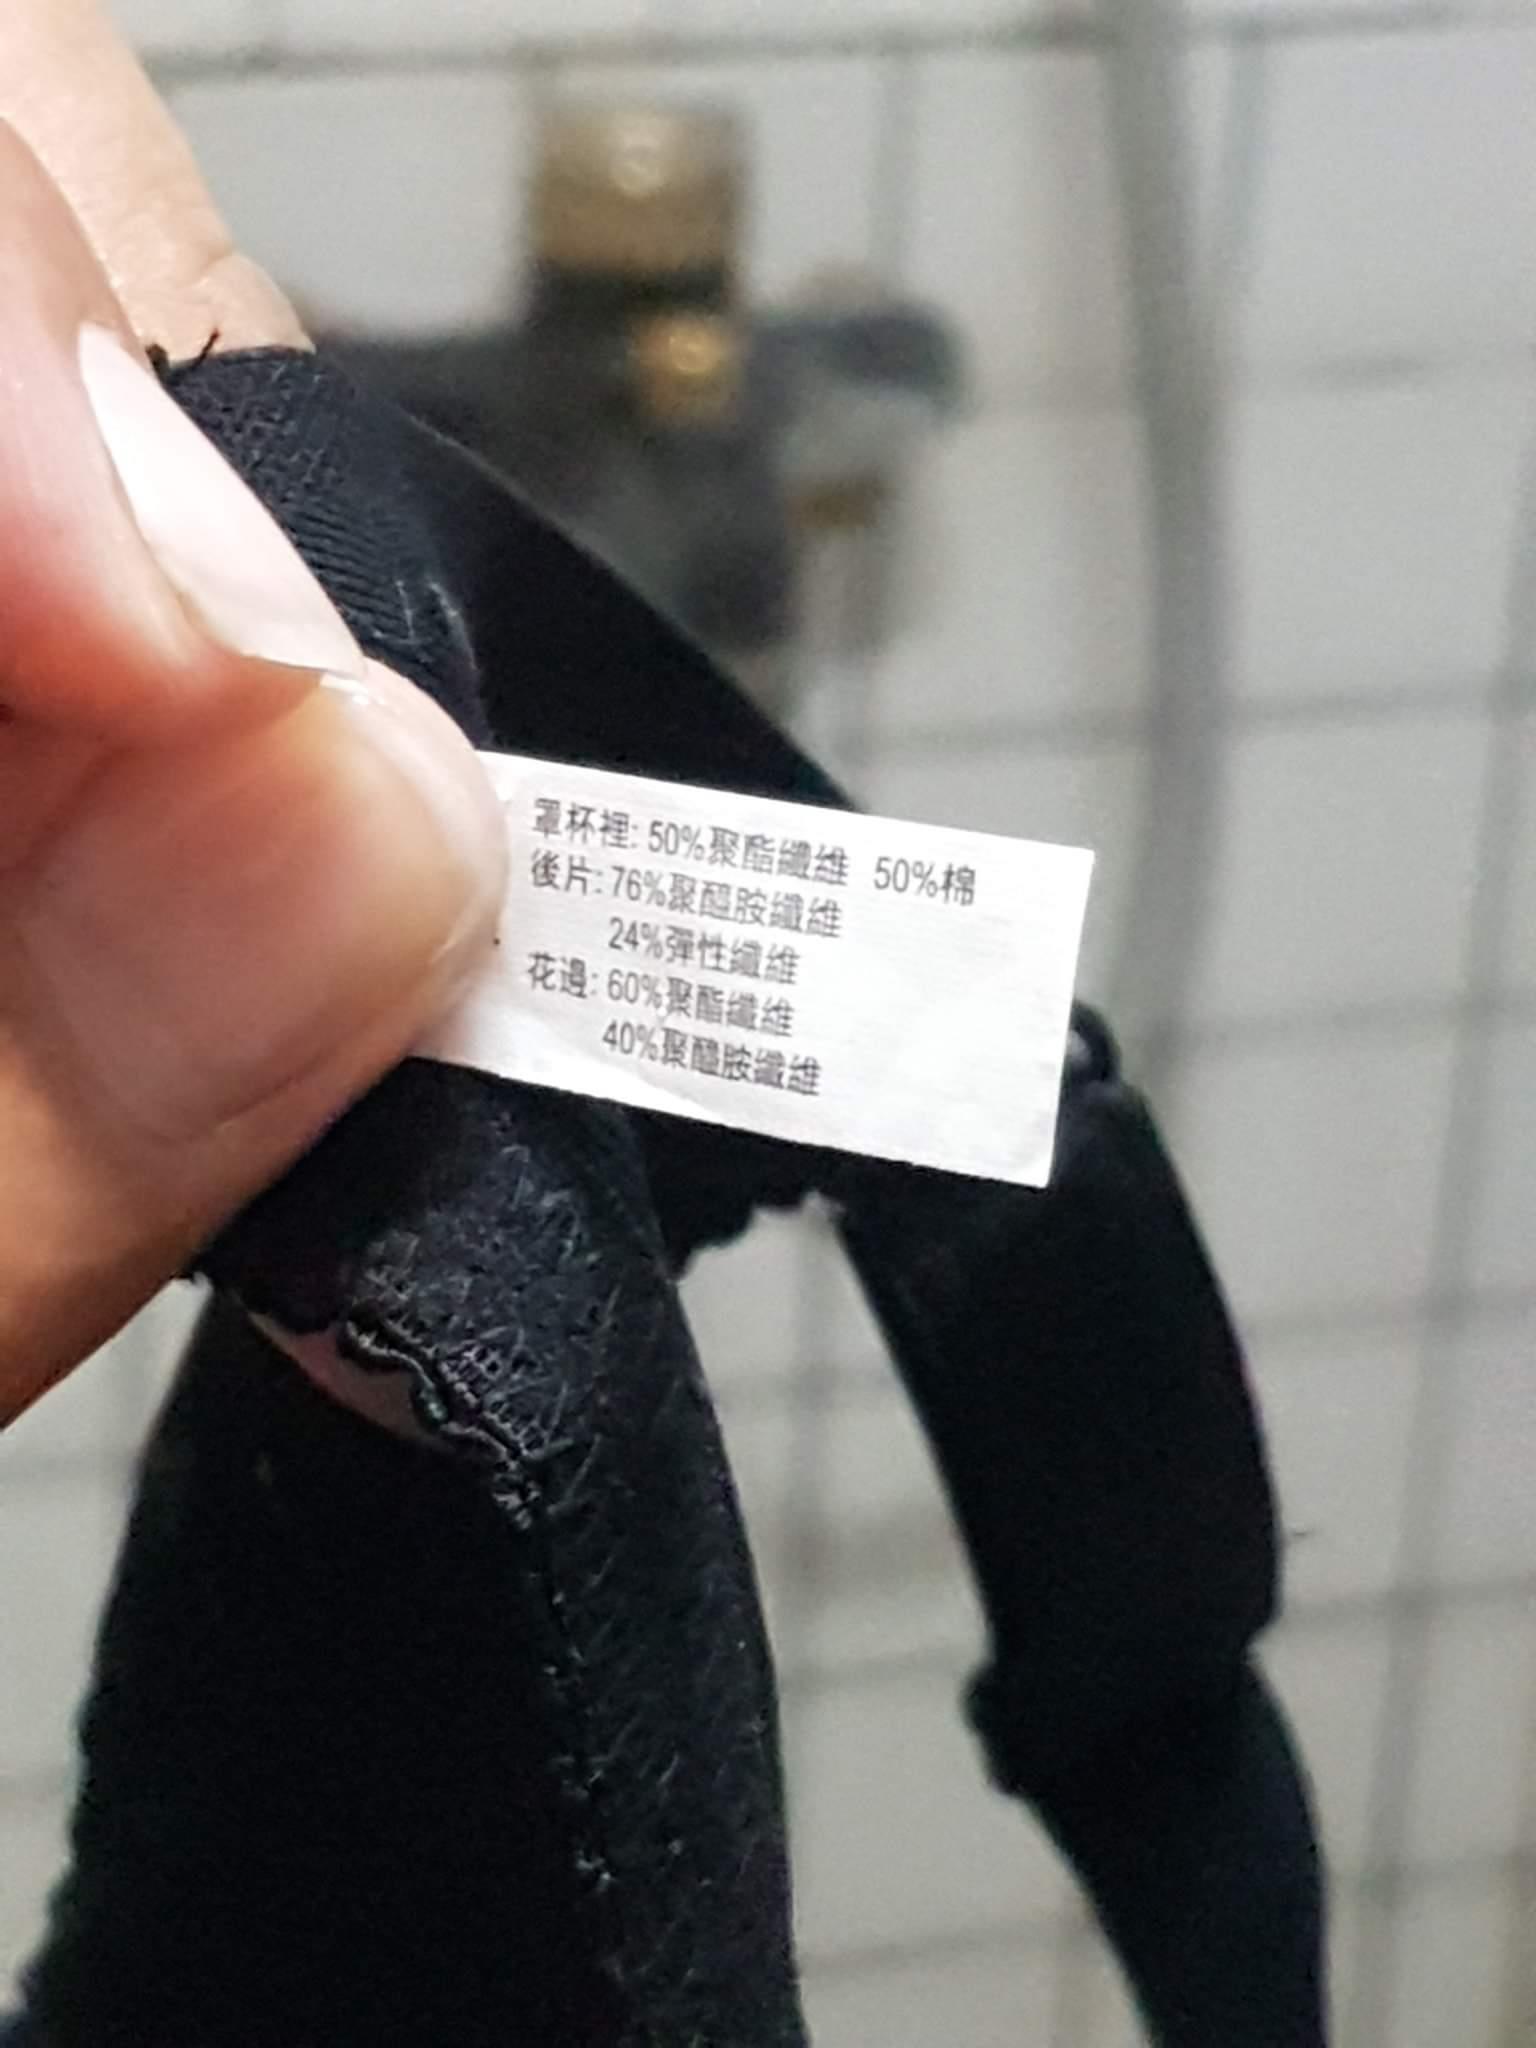 罩杯裡: 50%聚酯纖維 50%棉
後片: 76%聚醯胺纖維
24%彈性纖維
花邊: 60%聚酯纖維
40%聚醯胺纖維